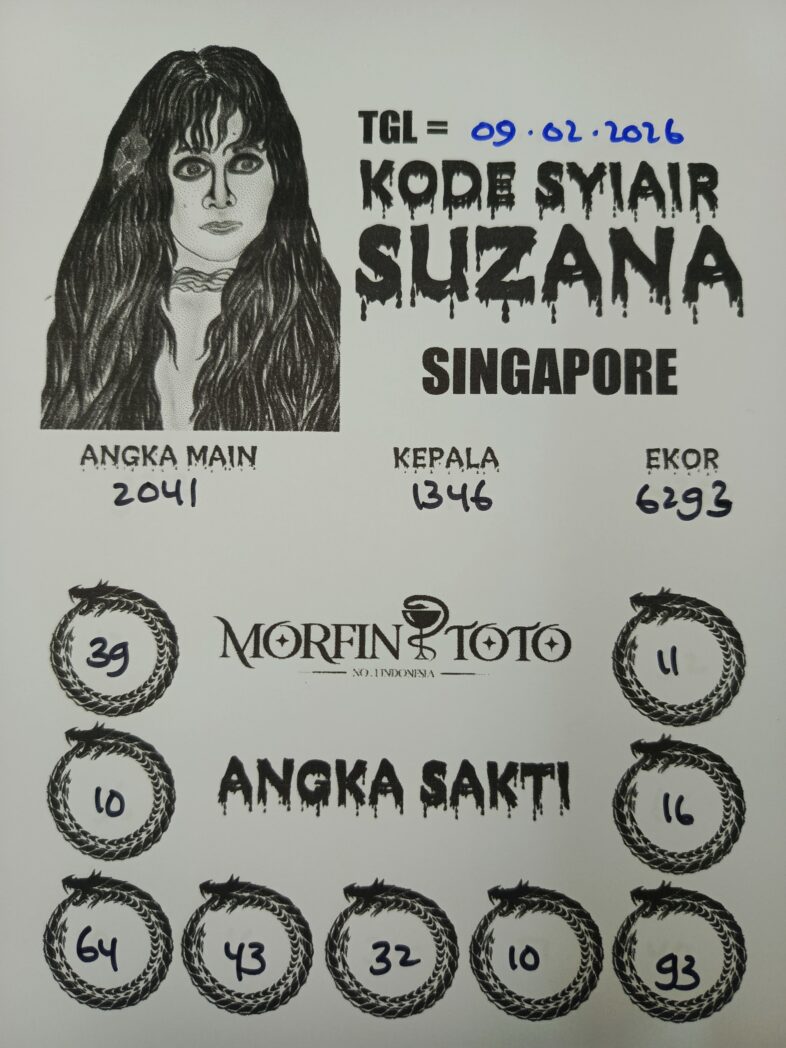 TGL = 09.02.2026
KODE SYIAIR
SUZANA
SINGAPORE
ANGKA MAIN KEPALA EKOR
2041 1346 6293
MORFIN TOTO
NO.1 INDONESIA
39 11
ANGKA SAKTI
10 16
64 43 32 10 93